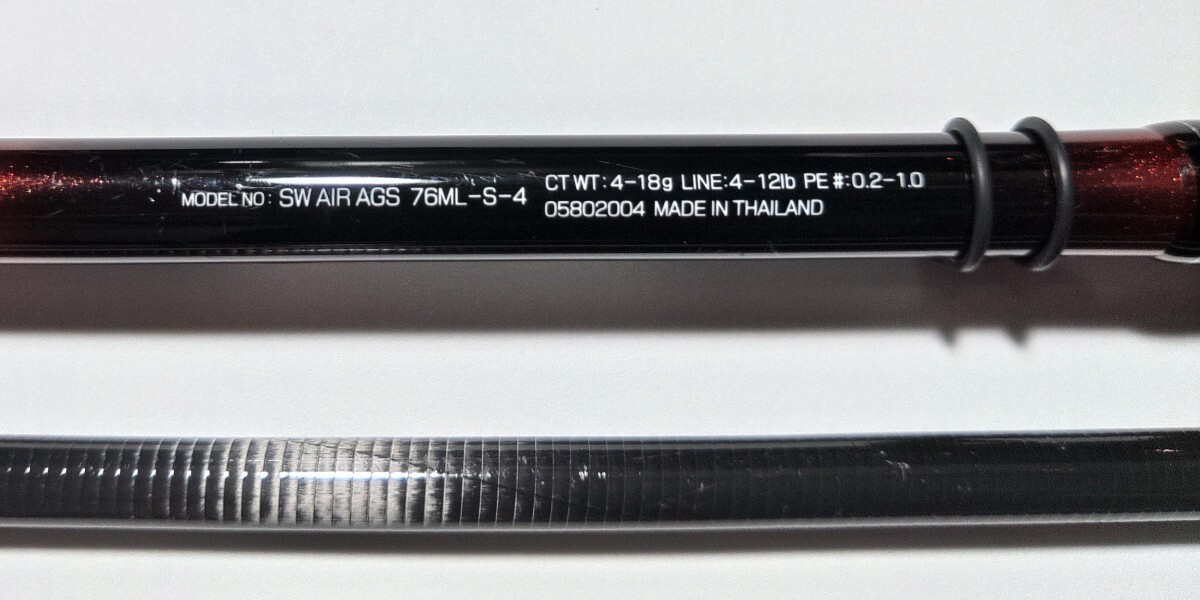 MODEL NO: SW AIR AGS 76ML-S-4
CT WT: 4-18g LINE:4-12lb PE #:0.2-1.0
05802004 MADE IN THAILAND